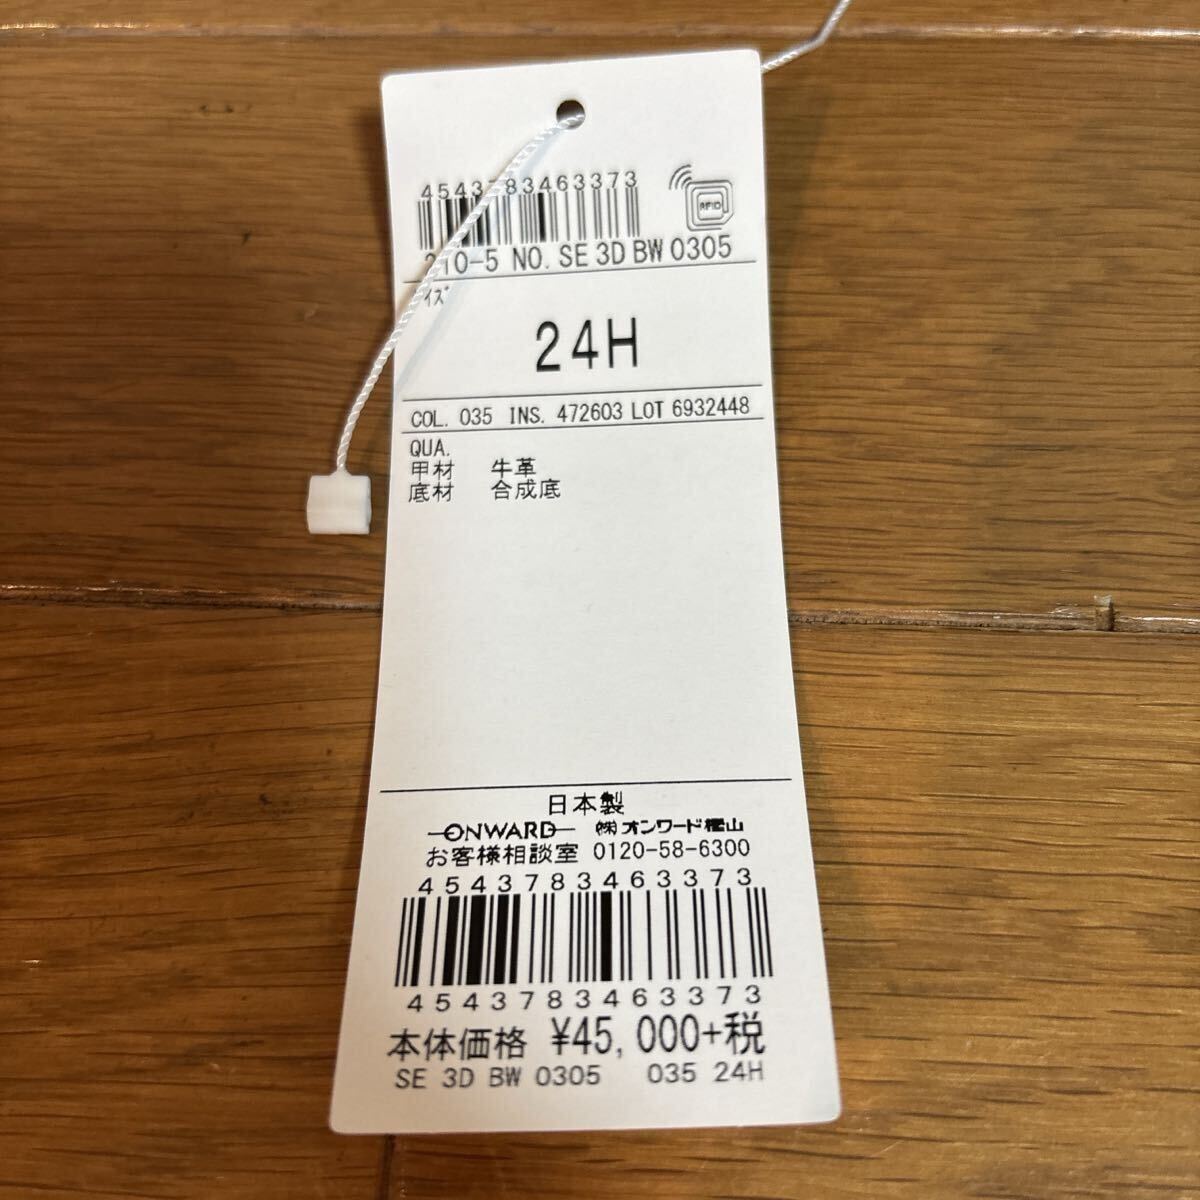 4543783463373
RFID
210-5 NO. SE 3D BW 0305
イズ
24H
COL. 035 INS. 472603 LOT 6932448
QUA.
甲材 牛革
底材 合成底
日本製
ONWARD ㈱オンワード樫山
お客様相談室 0120-58-6300
4543783463373
4543783463373
本体価格 ¥45,000+税
SE 3D BW 0305 035 24H